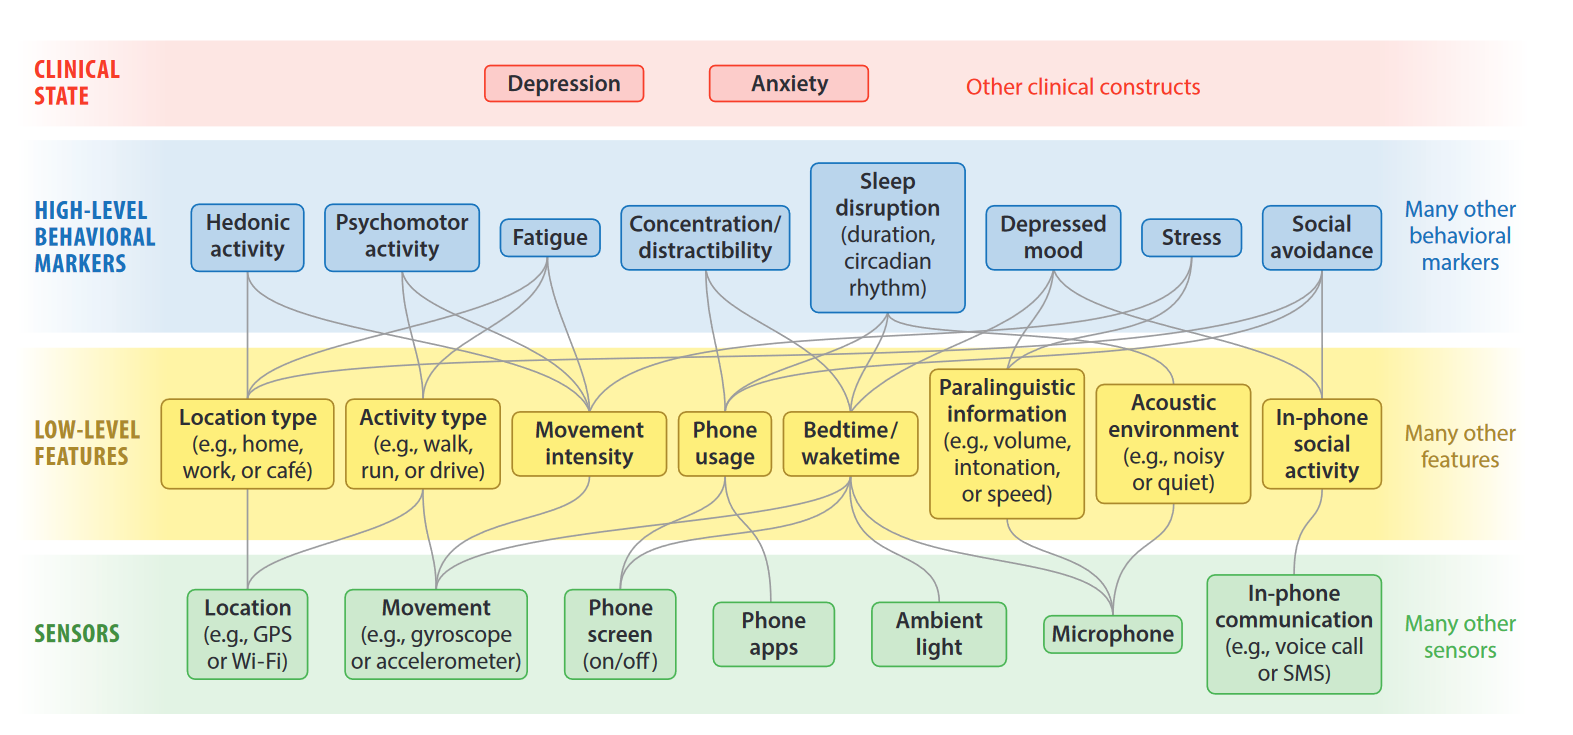 CLINICAL
STATE
Depression
Anxiety
Other clinical constructs
HIGH-LEVEL
BEHAVIORAL
MARKERS
Hedonic
activity
Psychomotor
activity
Fatigue
Concentration/
distractibility
Sleep
disruption
(duration,
circadian
rhythm)
Depressed
mood
Stress
Social
avoidance
Many other
behavioral
markers
LOW-LEVEL
FEATURES
Location type
(e.g., home,
work, or café)
Activity type
(e.g., walk,
run, or drive)
Movement
intensity
Phone
usage
Bedtime/
waketime
Paralinguistic
information
(e.g., volume,
intonation,
or speed)
Acoustic
environment
(e.g., noisy
or quiet)
In-phone
social
activity
Many other
features
SENSORS
Location
(e.g., GPS
or Wi-Fi)
Movement
(e.g., gyroscope
or accelerometer)
Phone
screen
(on/off)
Phone
apps
Ambient
light
Microphone
In-phone
communication
(e.g., voice call
or SMS)
Many other
sensors